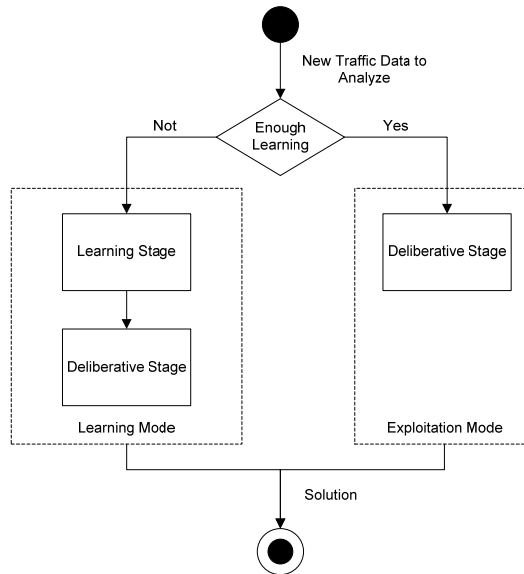 New Traffic Data to
Analyze
Enough
Learning
Not
Yes
Learning Stage
Deliberative Stage
Learning Mode
Deliberative Stage
Exploitation Mode
Solution